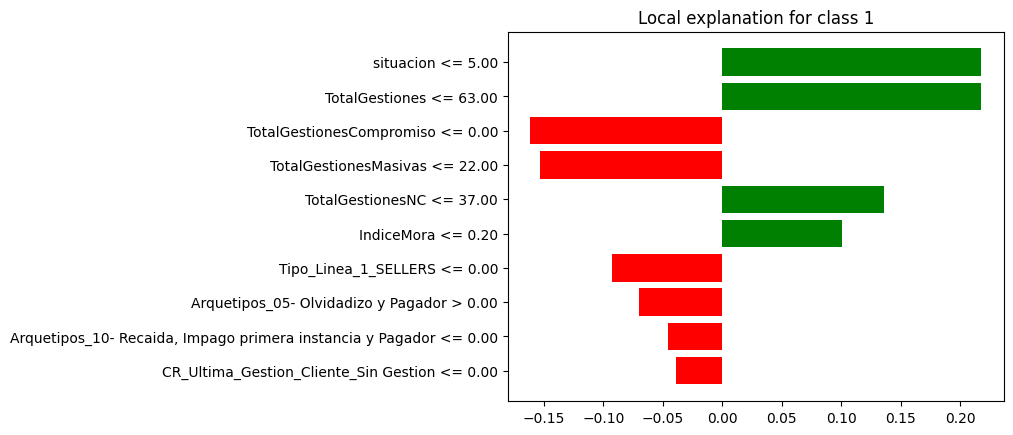 Local explanation for class 1
situacion <= 5.00
TotalGestiones <= 63.00
TotalGestionesCompromiso <= 0.00
TotalGestionesMasivas <= 22.00
TotalGestionesNC <= 37.00
IndiceMora <= 0.20
Tipo_Linea_1_SELLERS <= 0.00
Arquetipos_05- Olvidadizo y Pagador > 0.00
Arquetipos_10- Recaida, Impago primera instancia y Pagador <= 0.00
CR_Ultima_Gestion_Cliente_Sin Gestion <= 0.00
−0.15 −0.10 −0.05 0.00 0.05 0.10 0.15 0.20